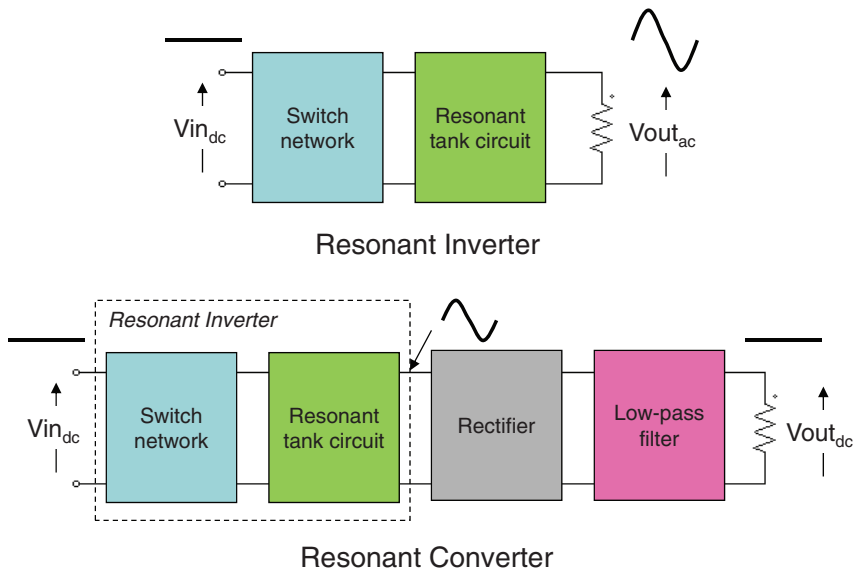 Vin_dc
Switch
network
Resonant
tank circuit
Vout_ac
Resonant Inverter
Resonant Inverter
Vin_dc
Switch
network
Resonant
tank circuit
Rectifier
Low-pass
filter
Vout_dc
Resonant Converter